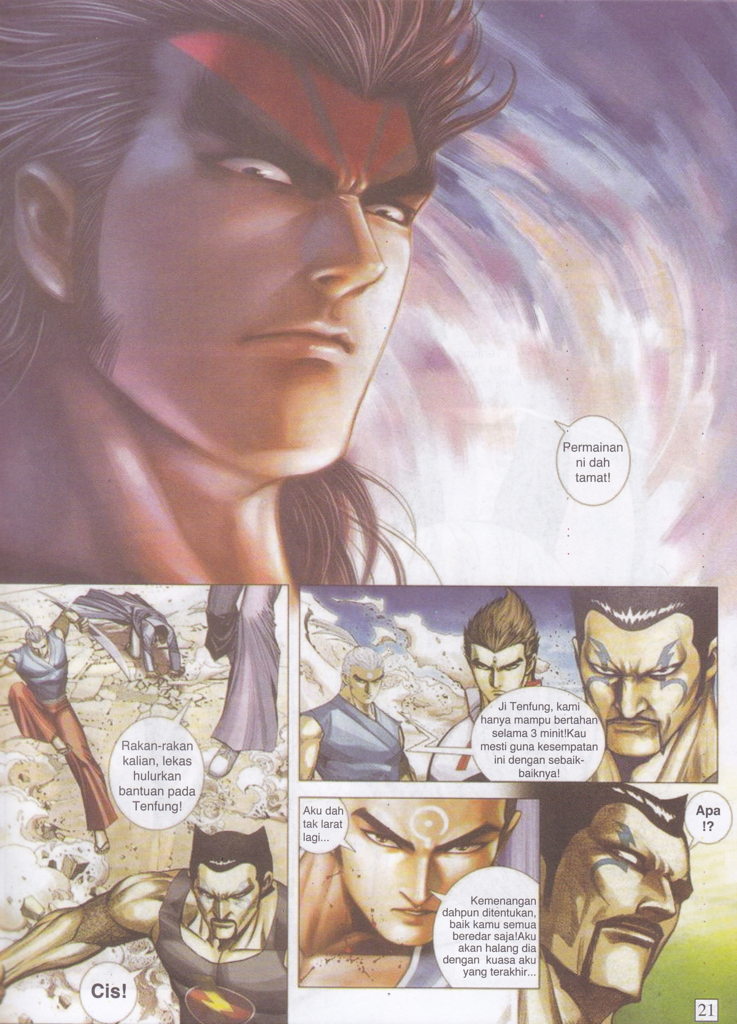 Permainan
ni dah
tamat!
Rakan-rakan
kalian, lekas
hulurkan
bantuan pada
Tenfung!
Cis!
Ji Tenfung, kami
hanya mampu bertahan
selama 3 minit!Kau
mesti guna kesempatan
ini dengan sebaik-
baiknya!
Aku dah
tak larat
lagi...
Kemenangan
dahpun ditentukan,
baik kamu semua
beredar saja!Aku
akan halang dia
dengan kuasa aku
yang terakhir...
Apa
!?
21